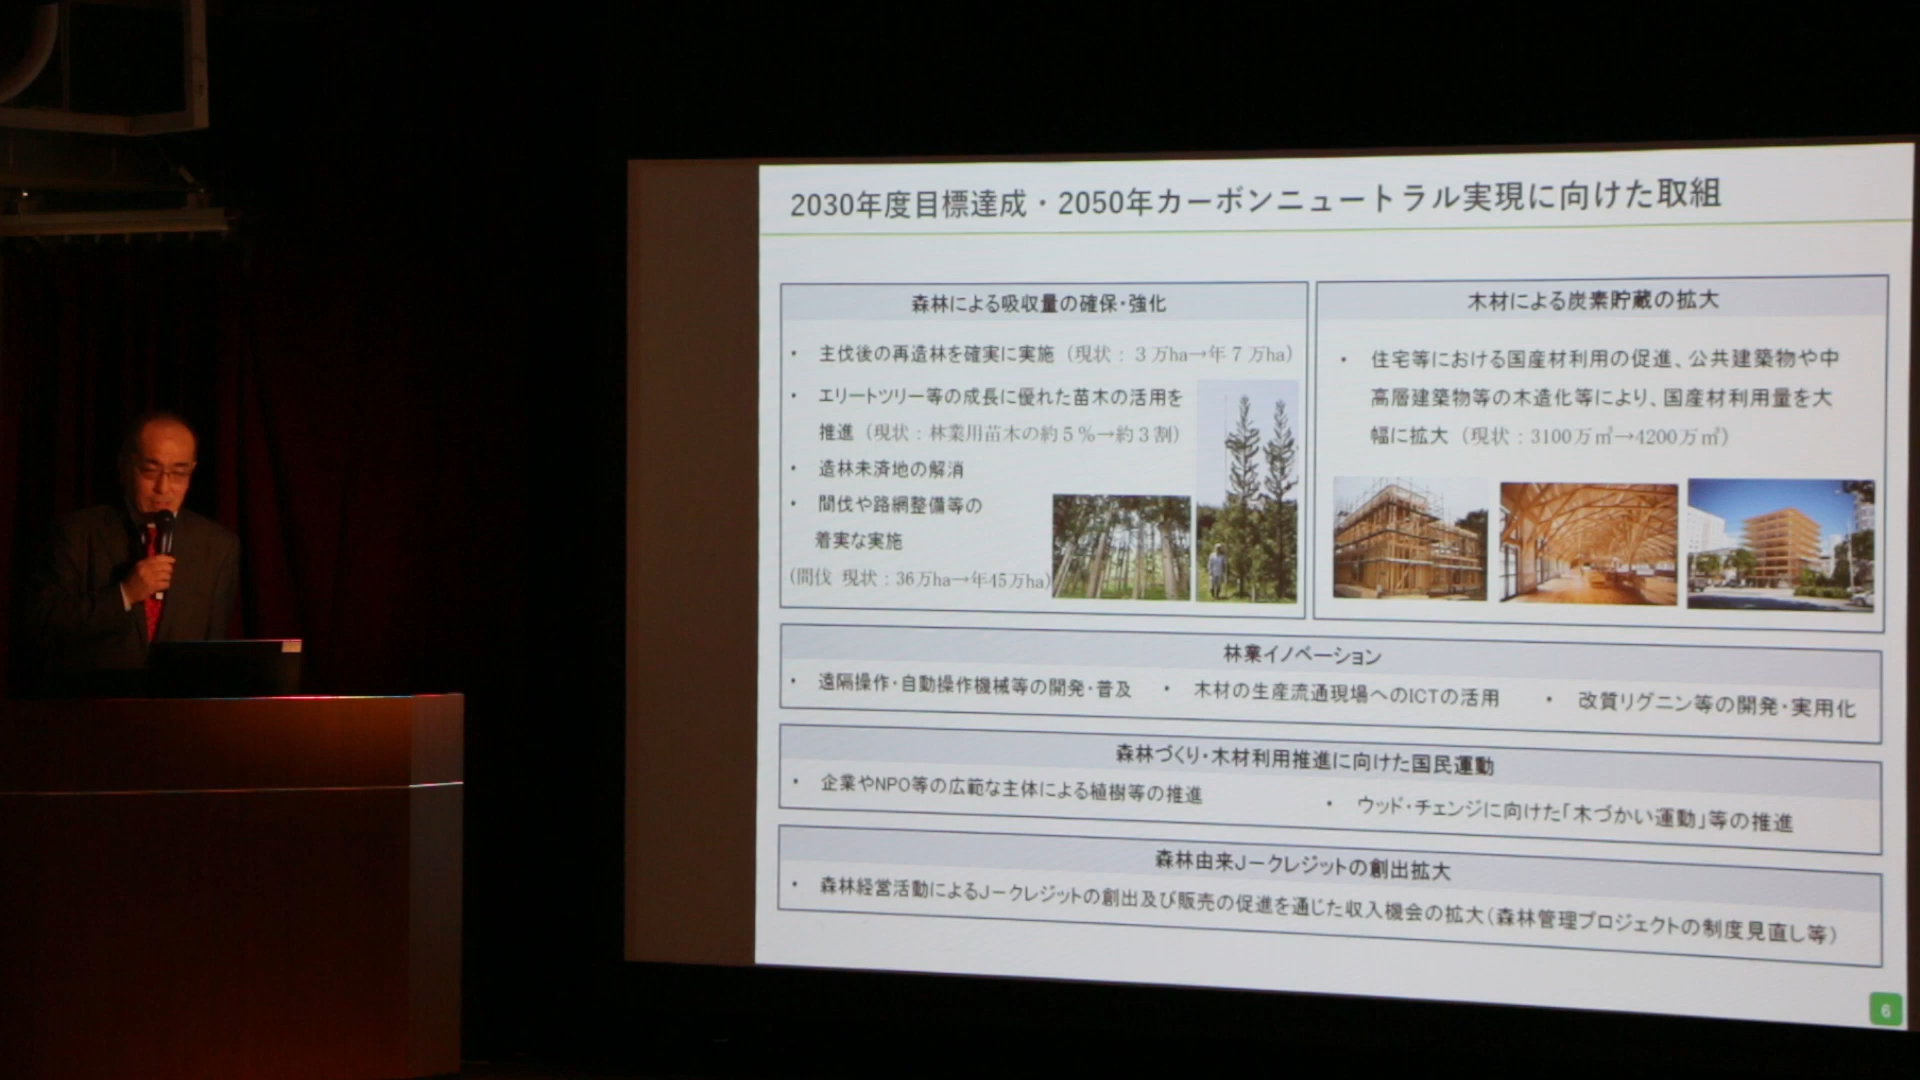 2030年度目標達成・2050年カーボンニュートラル実現に向けた取組
森林による吸収量の確保・強化
・ 主伐後の再造林を確実に実施（現状：３万ha→年７万ha）
・ エリートツリー等の成長に優れた苗木の活用を
推進（現状：林業用苗木の約５%→約３割）
・ 造林未済地の解消
・ 間伐や路網整備等の
着実な実施
（間伐 現状：36万ha→年45万ha）
木材による炭素貯蔵の拡大
・ 住宅等における国産材利用の促進、公共建築物や中
高層建築物等の木造化等により、国産材利用量を大
幅に拡大（現状：3100万㎥→4200万㎥）
林業イノベーション
・ 遠隔操作・自動操作機械等の開発・普及 ・ 木材の生産流通現場へのICTの活用 ・ 改質リグニン等の開発・実用化
森林づくり・木材利用推進に向けた国民運動
・ 企業やNPO等の広範な主体による植樹等の推進 ・ ウッド・チェンジに向けた「木づかい運動」等の推進
森林由来J－クレジットの創出拡大
・ 森林経営活動によるJ－クレジットの創出及び販売の促進を通じた収入機会の拡大（森林管理プロジェクトの制度見直し等）
6